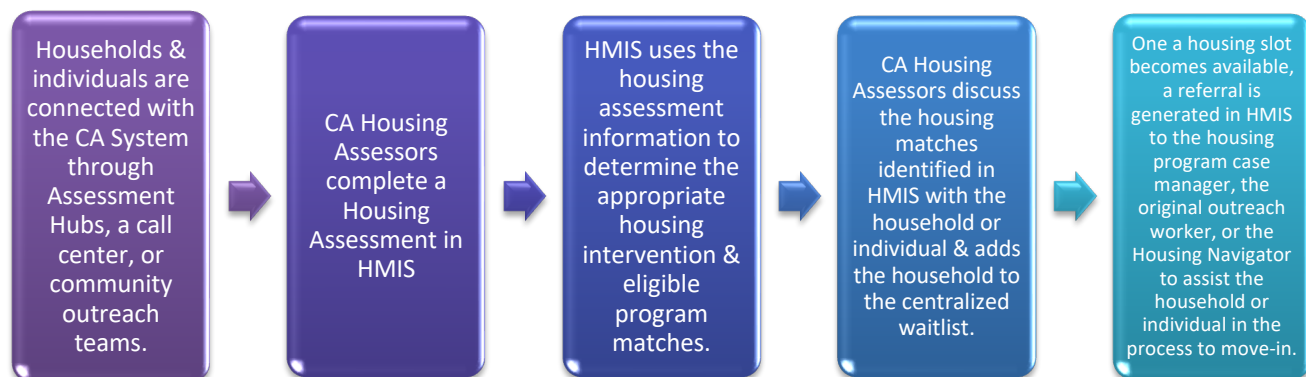 Households &
individuals are
connected with
the CA System
through
Assessment
Hubs, a call
center, or
community
outreach
teams.
CA Housing
Assessors
complete a
Housing
Assessment in
HMIS
HMIS uses the
housing
assessment
information to
determine the
appropriate
housing
intervention &
eligible
program
matches.
CA Housing
Assessors discuss
the housing
matches
identified in
HMIS with the
household or
individual & adds
the household to
the centralized
waitlist.
One a housing slot
becomes available,
a referral is
generated in HMIS
to the housing
program case
manager, the
original outreach
worker, or the
Housing Navigator
to assist the
household or
individual in the
process to move-in.